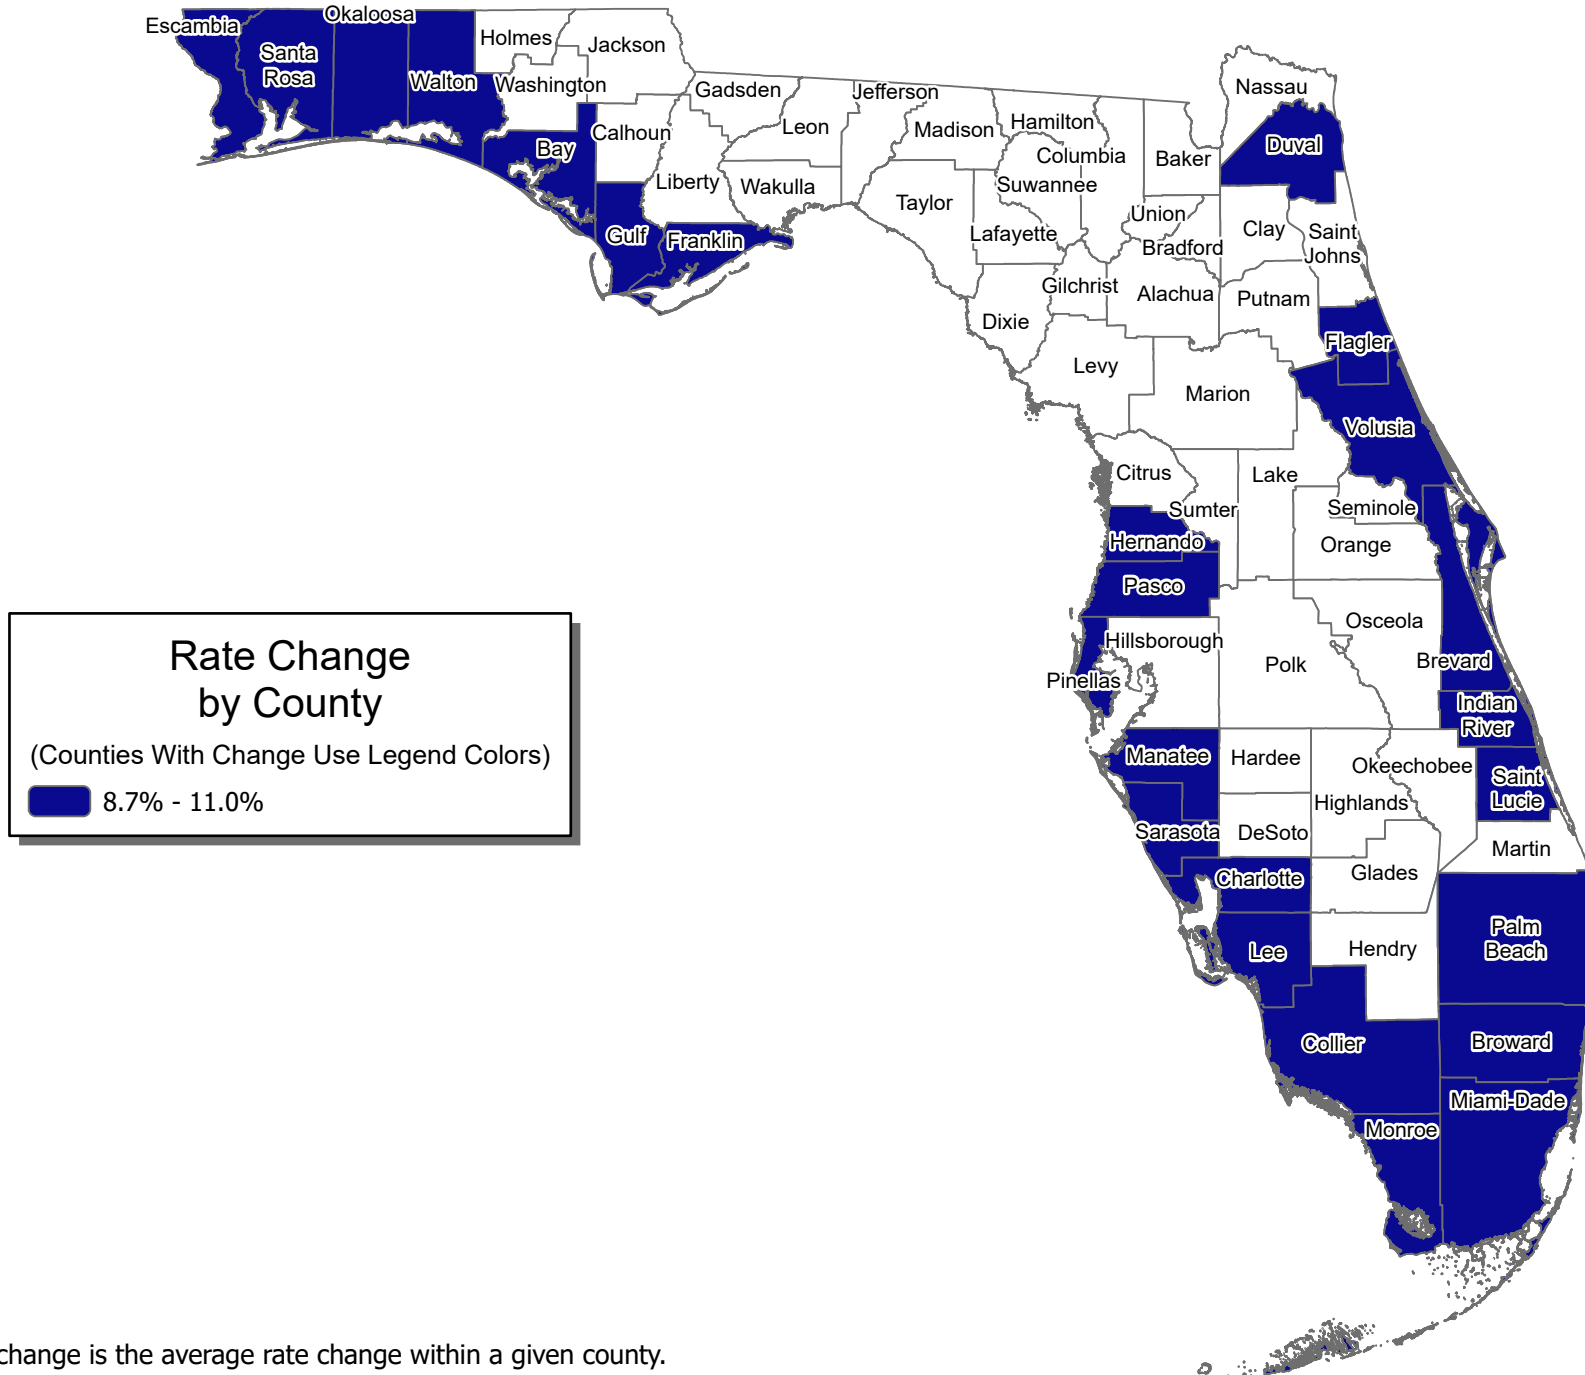 Escambia
Okaloosa
Santa
Rosa
Walton
Holmes
Jackson
Washington
Bay
Calhoun
Gulf
Franklin
Liberty
Gadsden
Leon
Wakulla
Jefferson
Madison
Taylor
Hamilton
Columbia
Suwannee
Lafayette
Baker
Nassau
Duval
Union
Bradford
Clay
Saint
Johns
Gilchrist
Alachua
Putnam
Dixie
Flagler
Levy
Marion
Volusia
Citrus
Lake
Sumter
Seminole
Hernando
Orange
Pasco
Hillsborough
Osceola
Polk
Pinellas
Brevard
Indian
River
Manatee
Hardee
Okeechobee
Saint
Lucie
Highlands
Sarasota
DeSoto
Martin
Charlotte
Glades
Palm
Beach
Lee
Hendry
Collier
Broward
Miami-Dade
Monroe
Rate Change
by County
(Counties With Change Use Legend Colors)
8.7% - 11.0%
change is the average rate change within a given county.